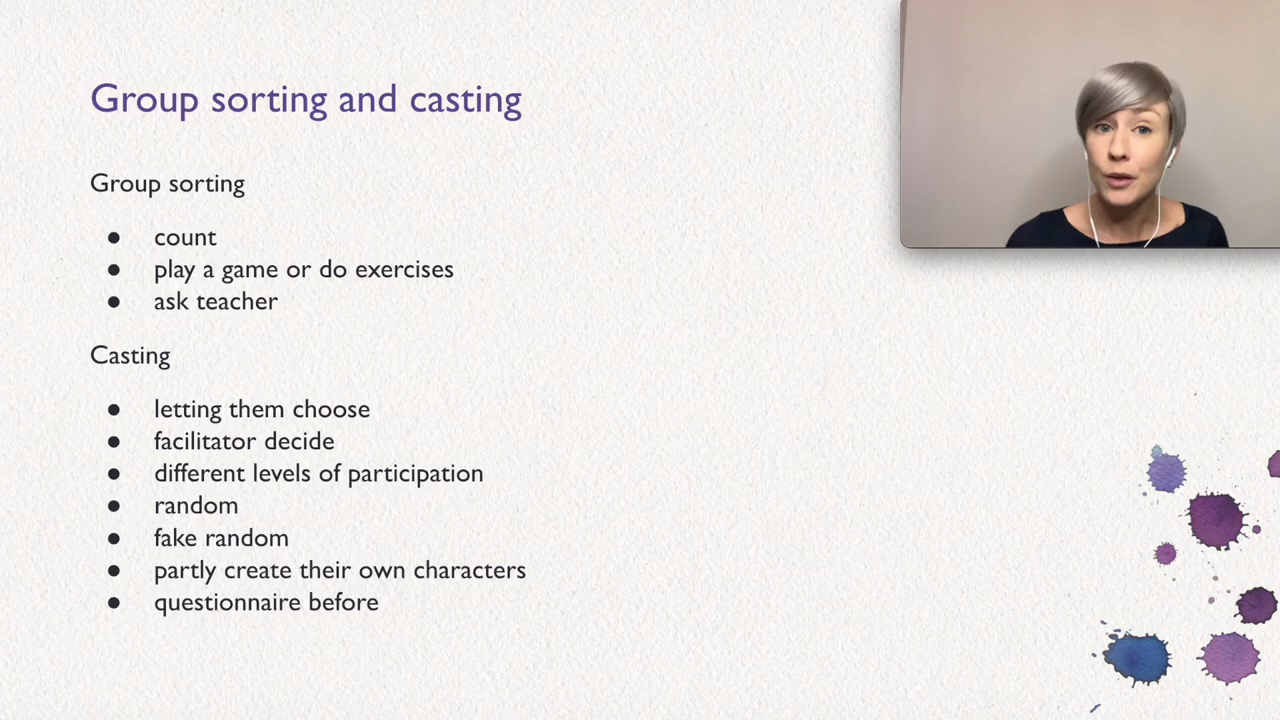 Group sorting and casting
Group sorting
● count
● play a game or do exercises
● ask teacher
Casting
● letting them choose
● facilitator decide
● different levels of participation
● random
● fake random
● partly create their own characters
● questionnaire before